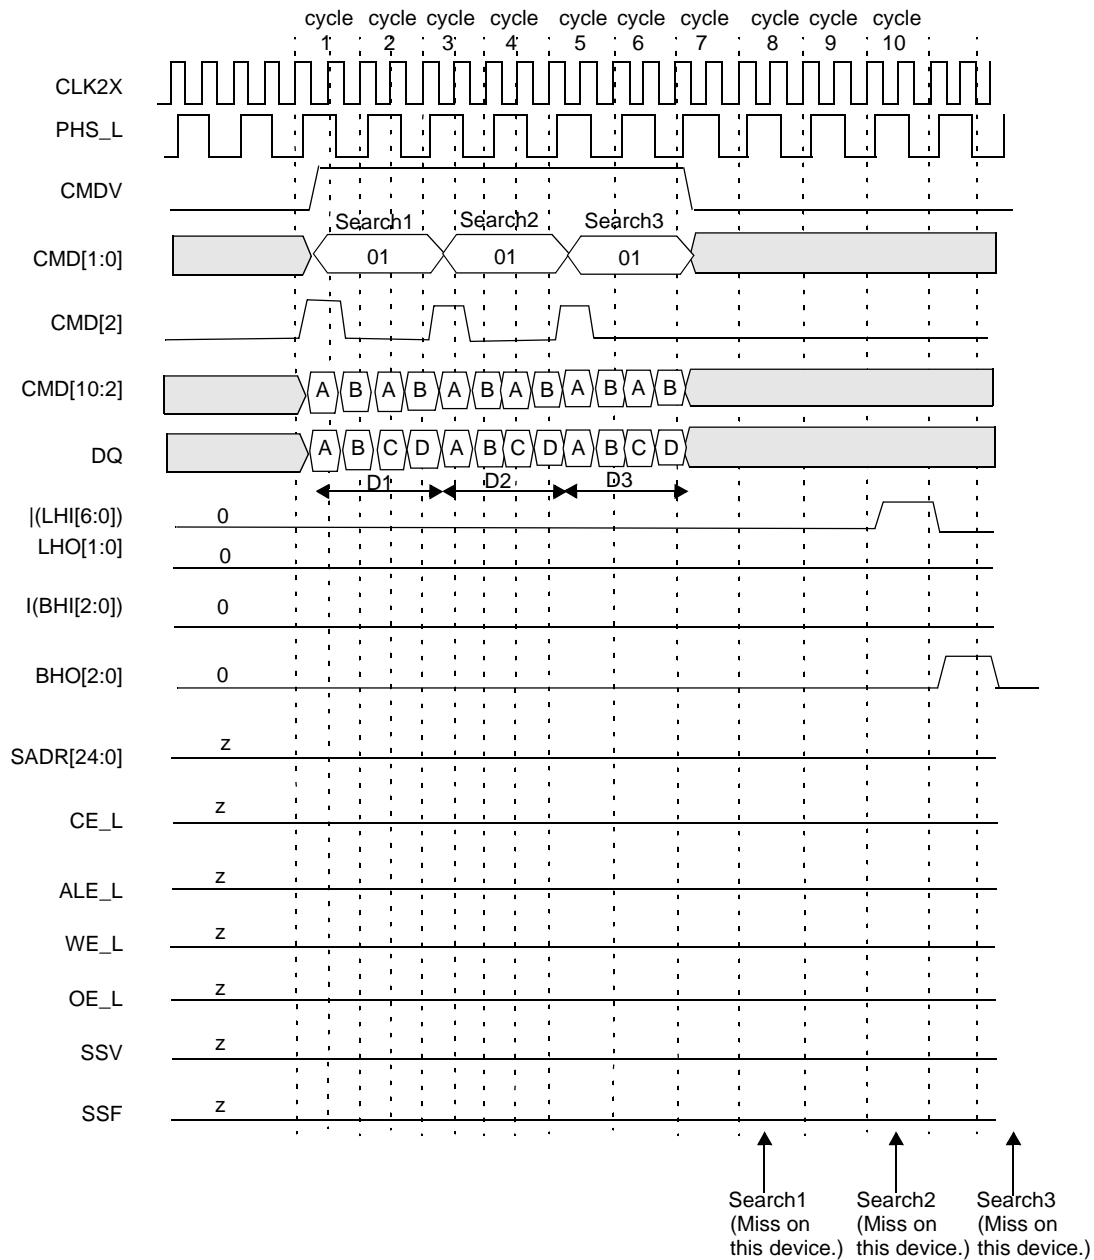 cycle cycle cycle cycle cycle cycle cycle cycle cycle cycle
1 2 3 4 5 6 7 8 9 10
CLK2X
PHS_L
CMDV
Search1 Search2 Search3
CMD[1:0] 01 01 01
CMD[2]
CMD[10:2] A B A B A B A B A B A B
DQ A B C D A B C D A B C D
D1 D2 D3
|(LHI[6:0]) 0
LHO[1:0] 0
I(BHI[2:0]) 0
BHO[2:0] 0
SADR[24:0] z
CE_L z
ALE_L z
WE_L z
OE_L z
SSV z
SSF z
Search1 Search2 Search3
(Miss on (Miss on (Miss on
this device.) this device.) this device.)